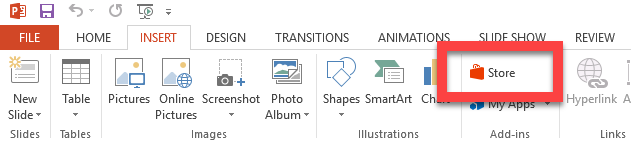 FILE HOME INSERT DESIGN TRANSITIONS ANIMATIONS SLIDE SHOW REVIEW
New Slide
Table
Pictures
Online Pictures
Screenshot
Photo Album
Shapes
SmartArt
Store
My Apps
Hyperlink
Slides Tables Images Illustrations Add-ins Links